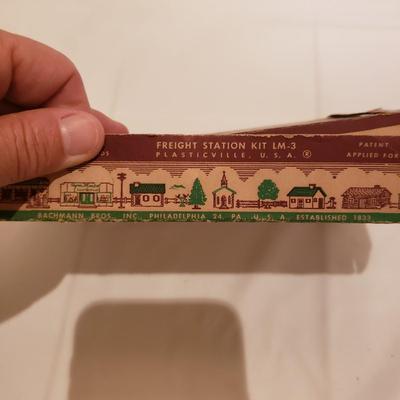 FREIGHT STATION KIT LM-3
PLASTICVILLE, U.S.A. ®
PATENT
APPLIED FOR
BACHMANN BROS., INC., PHILADELPHIA 24, PA., U.S.A. ESTABLISHED 1833